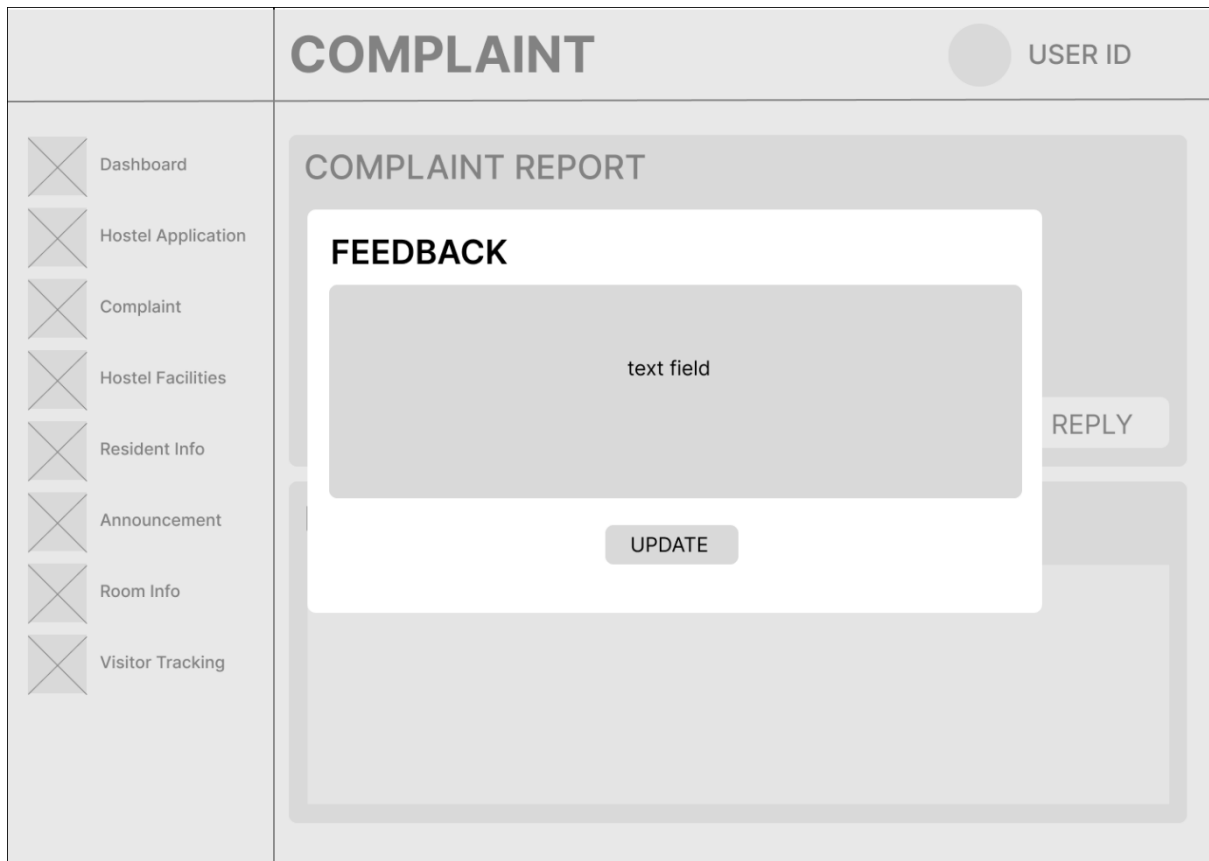 COMPLAINT
USER ID
Dashboard
Hostel Application
Complaint
Hostel Facilities
Resident Info
Announcement
Room Info
Visitor Tracking
COMPLAINT REPORT
FEEDBACK
text field
UPDATE
REPLY